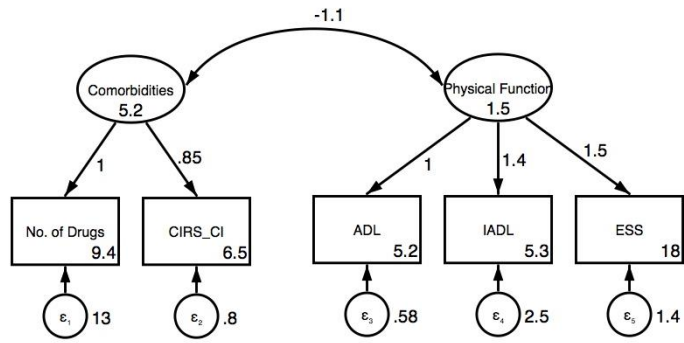 -1.1
Comorbidities
5.2
Physical Function
1.5
1
.85
1
1.4
1.5
No. of Drugs
9.4
CIRS_CI
6.5
ADL
5.2
IADL
5.3
ESS
18
ε₁ 13
ε₂ .8
ε₃ .58
ε₄ 2.5
ε₅ 1.4